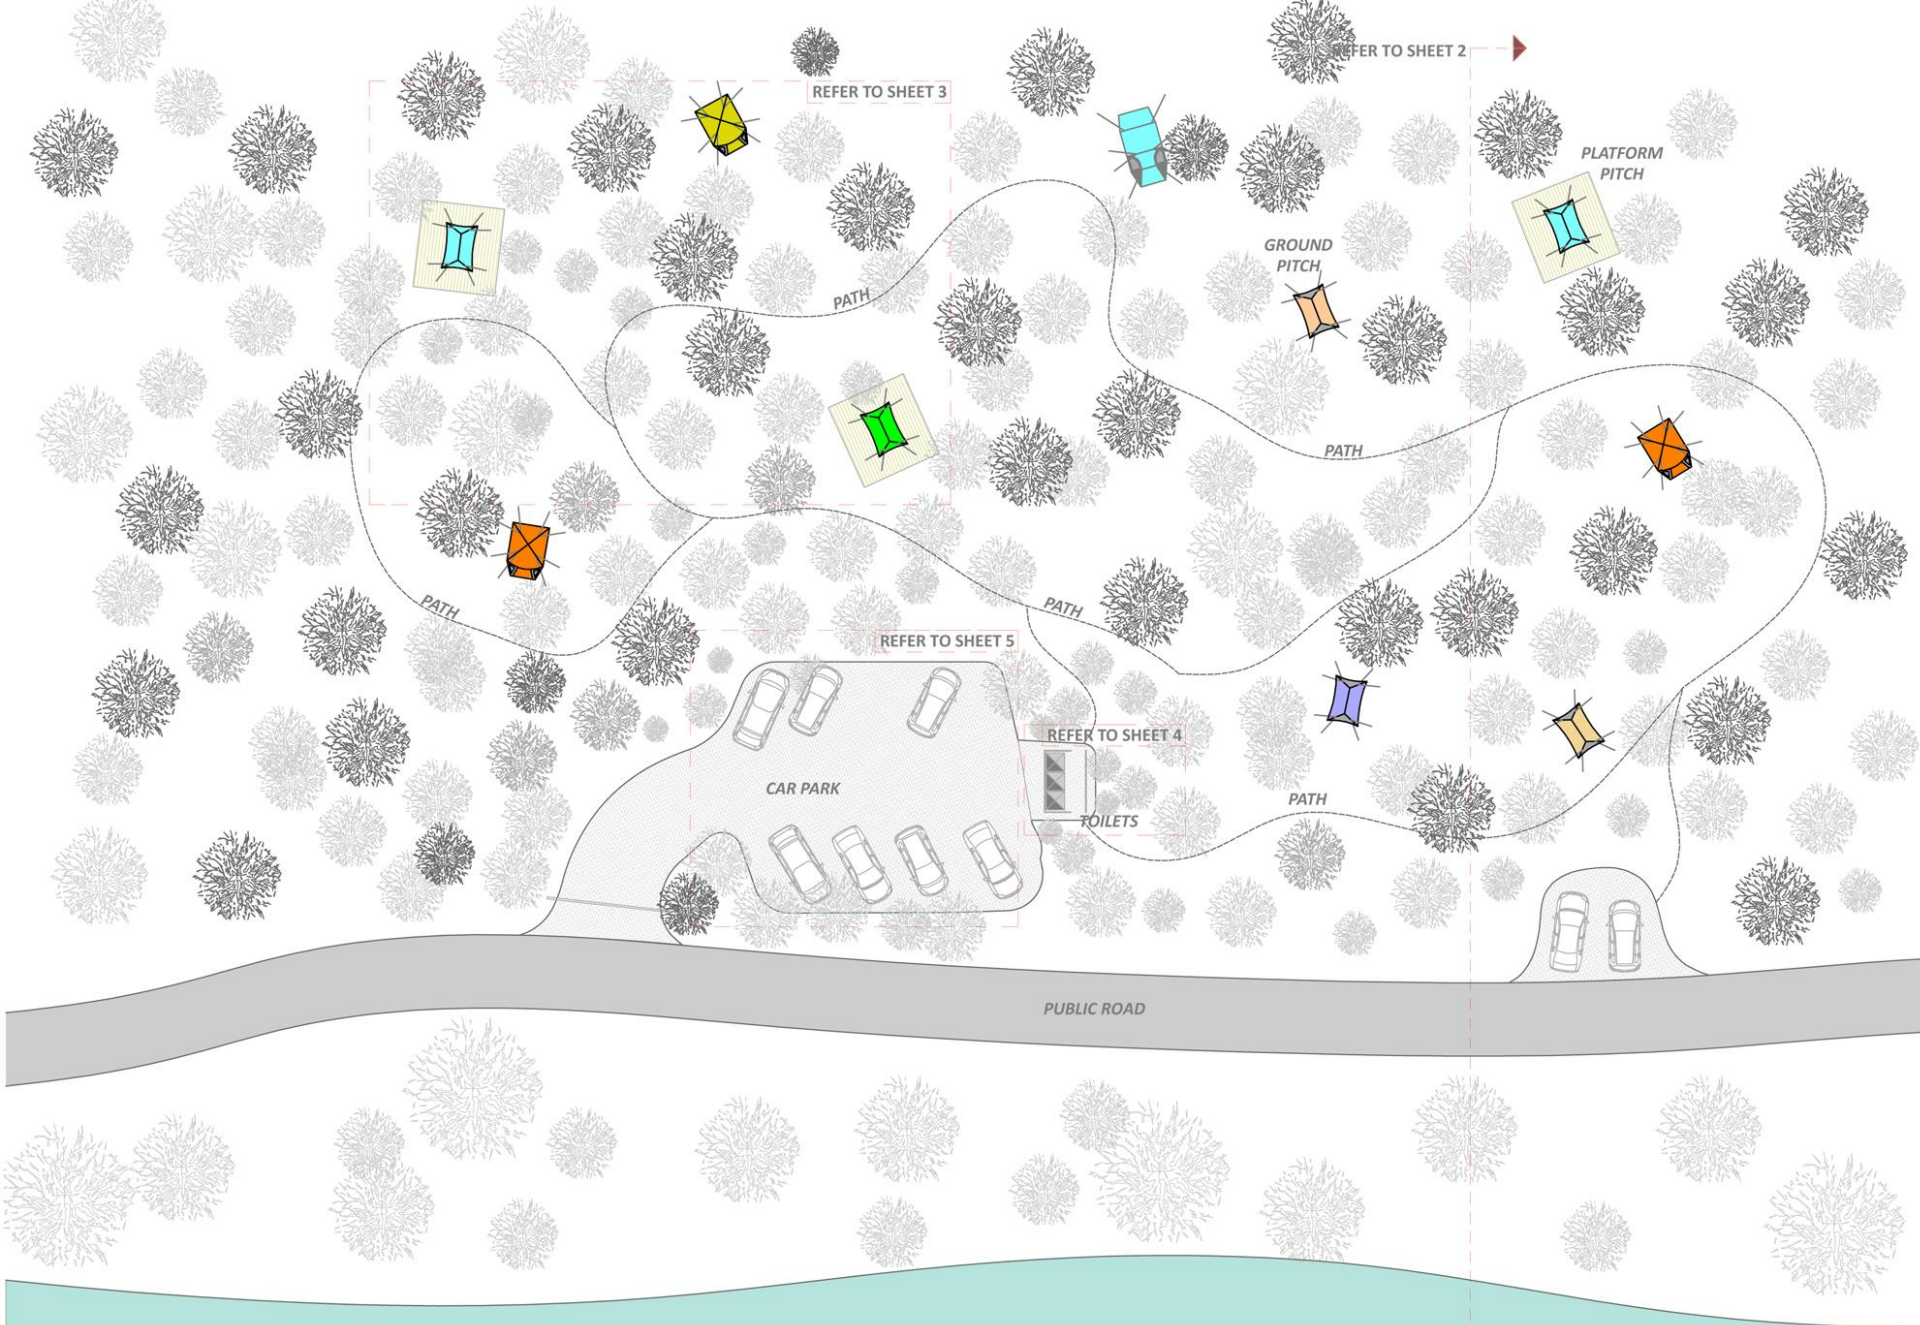 REFER TO SHEET 2
REFER TO SHEET 3
PLATFORM
PITCH
GROUND
PITCH
PATH
PATH
PATH
PATH
REFER TO SHEET 5
REFER TO SHEET 4
CAR PARK
PATH
TOILETS
PUBLIC ROAD